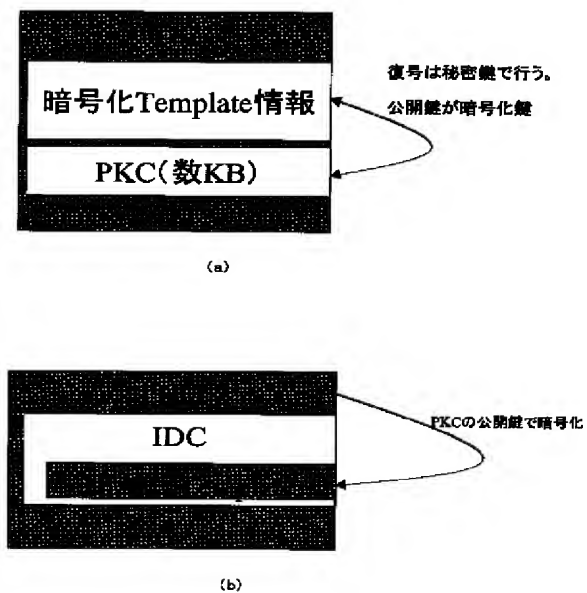 暗号化Template情報
PKC(数KB)
復号は秘密鍵で行う。
公開鍵が暗号化鍵
(a)
IDC
PKCの公開鍵で暗号化
(b)